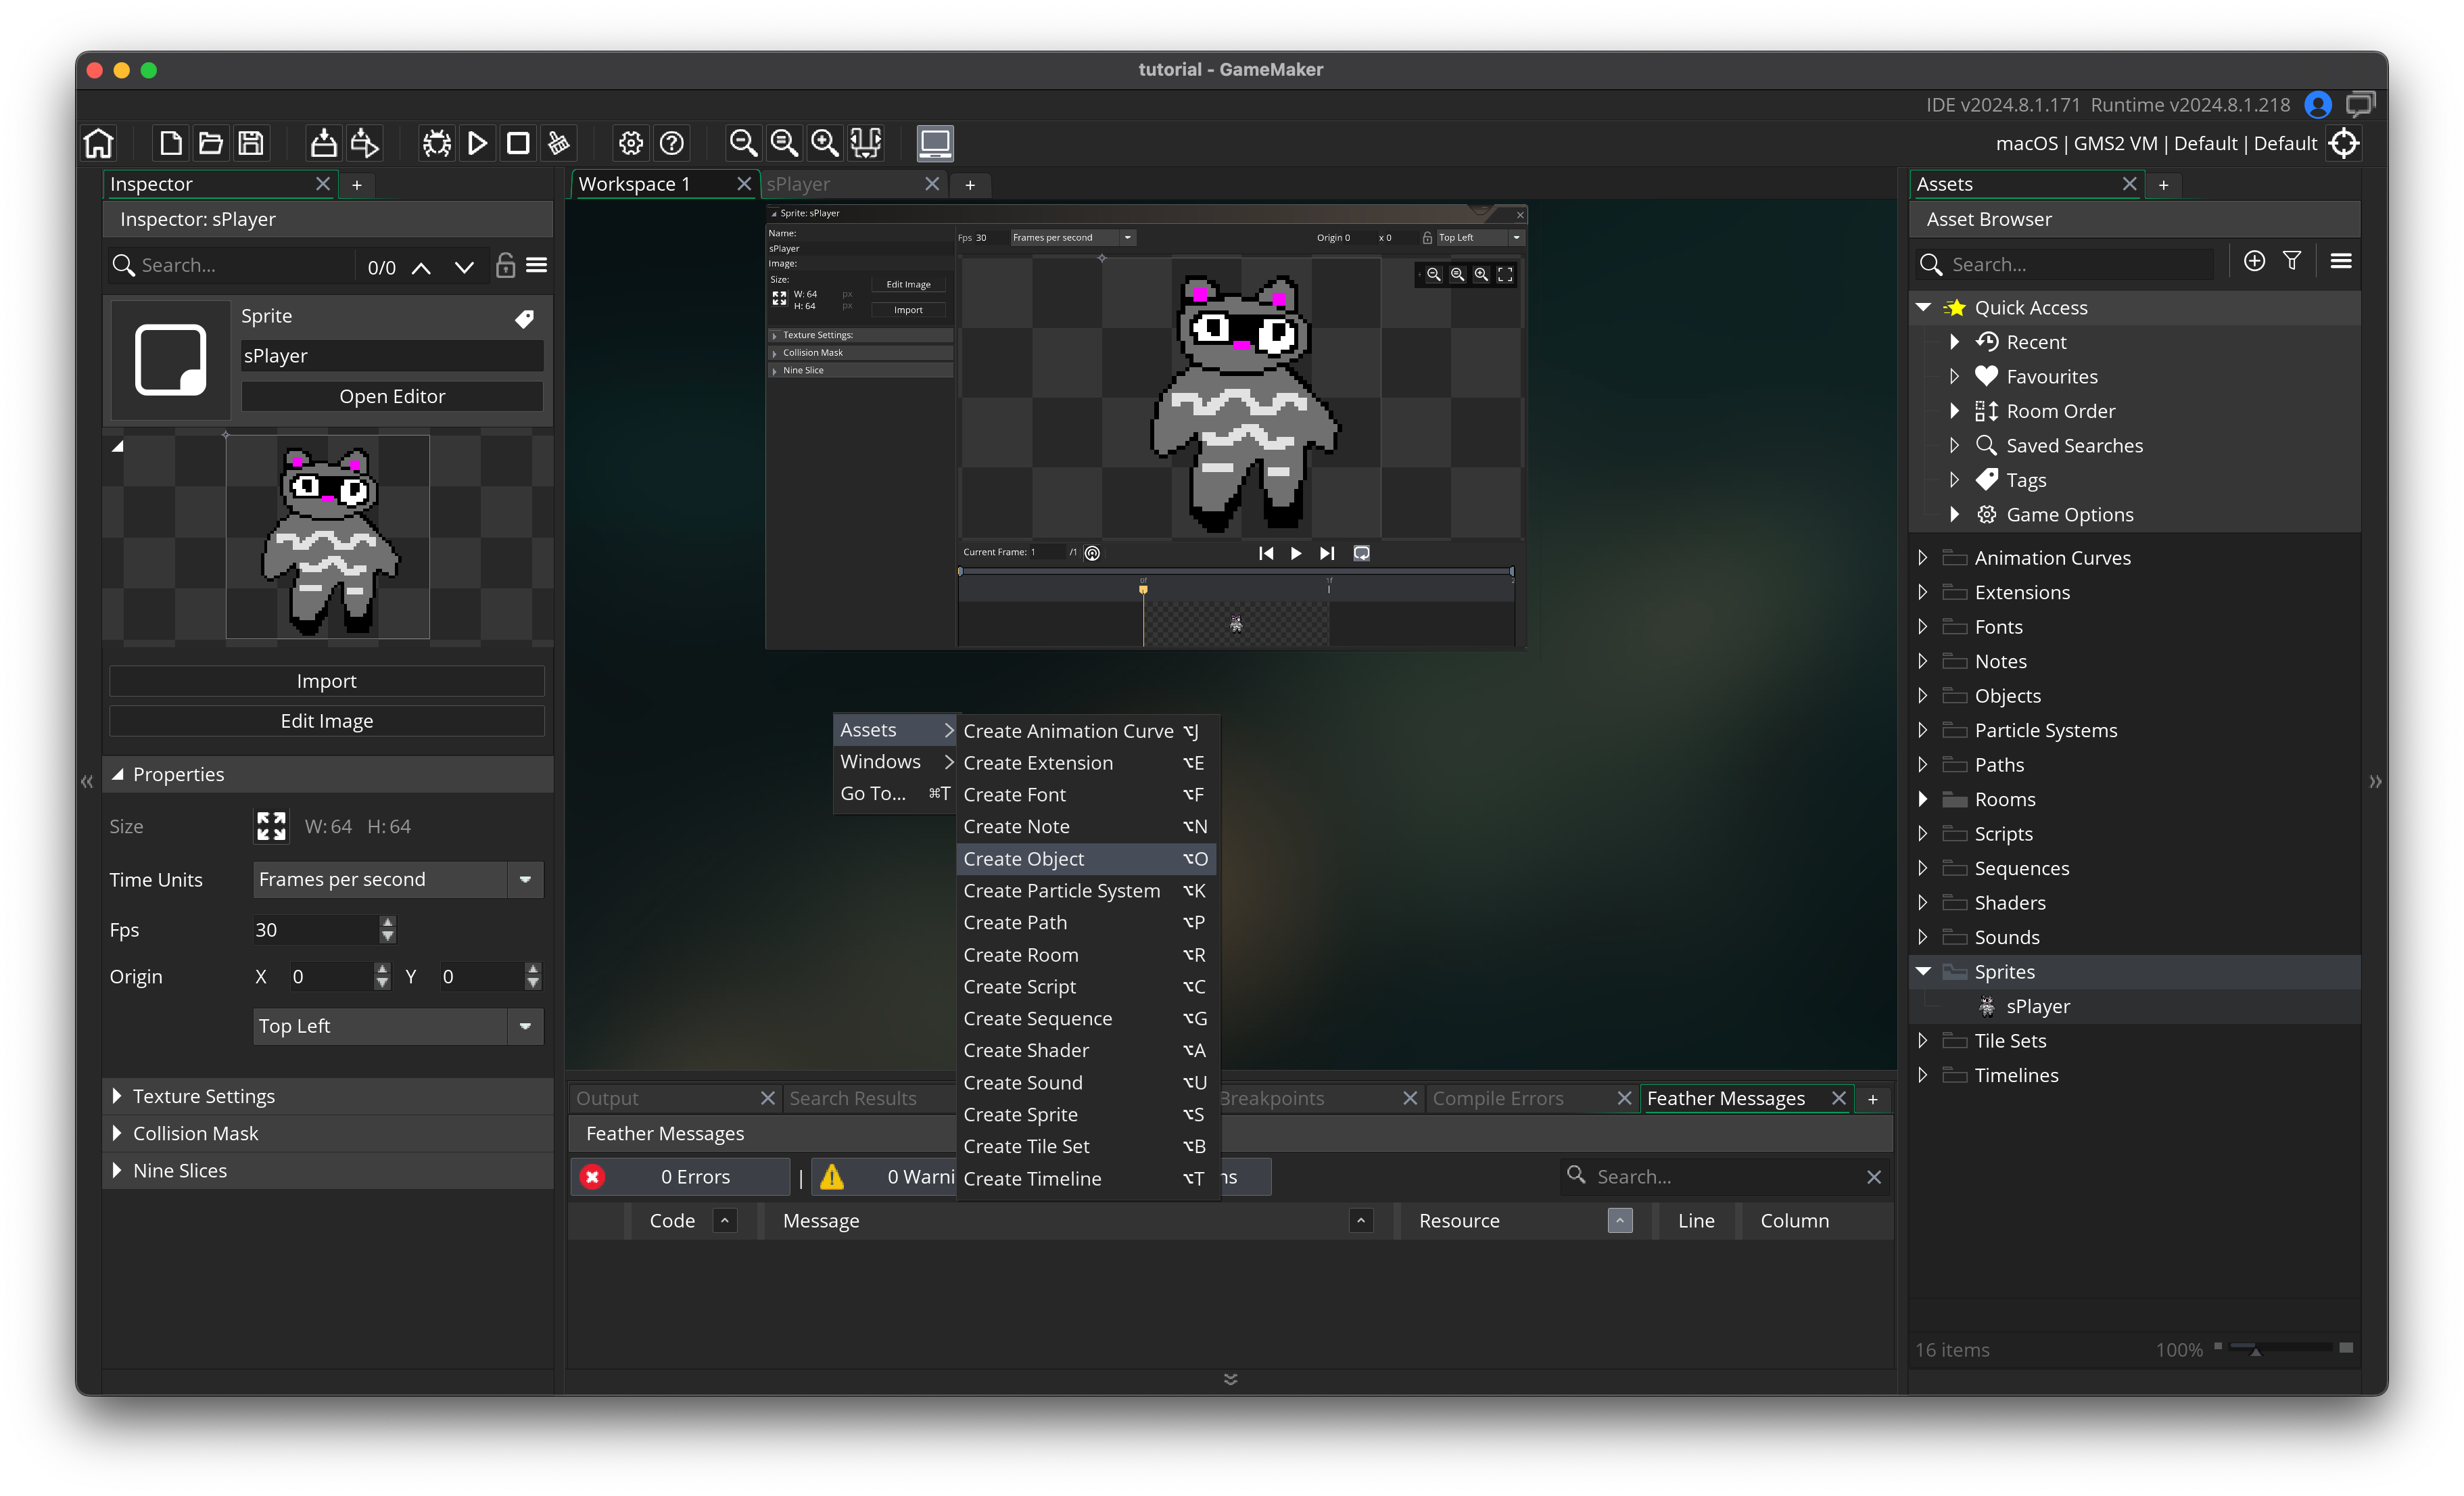 tutorial - GameMaker
IDE v2024.8.1.171 Runtime v2024.8.1.218
macOS | GMS2 VM | Default | Default
Inspector
Inspector: sPlayer
Search...
0/0
Sprite
sPlayer
Open Editor
Import
Edit Image
Properties
Size
W: 64 H: 64
Time Units
Frames per second
Fps
30
Origin
X 0 Y 0
Top Left
Texture Settings
Collision Mask
Nine Slices
Workspace 1
sPlayer
Sprite: sPlayer
Name:
sPlayer
Image:
Size:
W: 64 px
H: 64 px
Edit Image
Import
Texture Settings:
Collision Mask
Nine Slice
Fps 30 Frames per second
Origin 0 x 0 Top Left
Current Frame: 1 /1
0f 1f
Assets
Windows
Go To... ⌘T
Create Animation Curve ⌥J
Create Extension ⌥E
Create Font ⌥F
Create Note ⌥N
Create Object ⌥O
Create Particle System ⌥K
Create Path ⌥P
Create Room ⌥R
Create Script ⌥C
Create Sequence ⌥G
Create Shader ⌥A
Create Sound ⌥U
Create Sprite ⌥S
Create Tile Set ⌥B
Create Timeline ⌥T
Output
Search Results
Breakpoints
Compile Errors
Feather Messages
Feather Messages
0 Errors | 0 Warni
ns
Search...
Code Message Resource Line Column
Assets
Asset Browser
Search...
Quick Access
Recent
Favourites
Room Order
Saved Searches
Tags
Game Options
Animation Curves
Extensions
Fonts
Notes
Objects
Particle Systems
Paths
Rooms
Scripts
Sequences
Shaders
Sounds
Sprites
sPlayer
Tile Sets
Timelines
16 items 100%